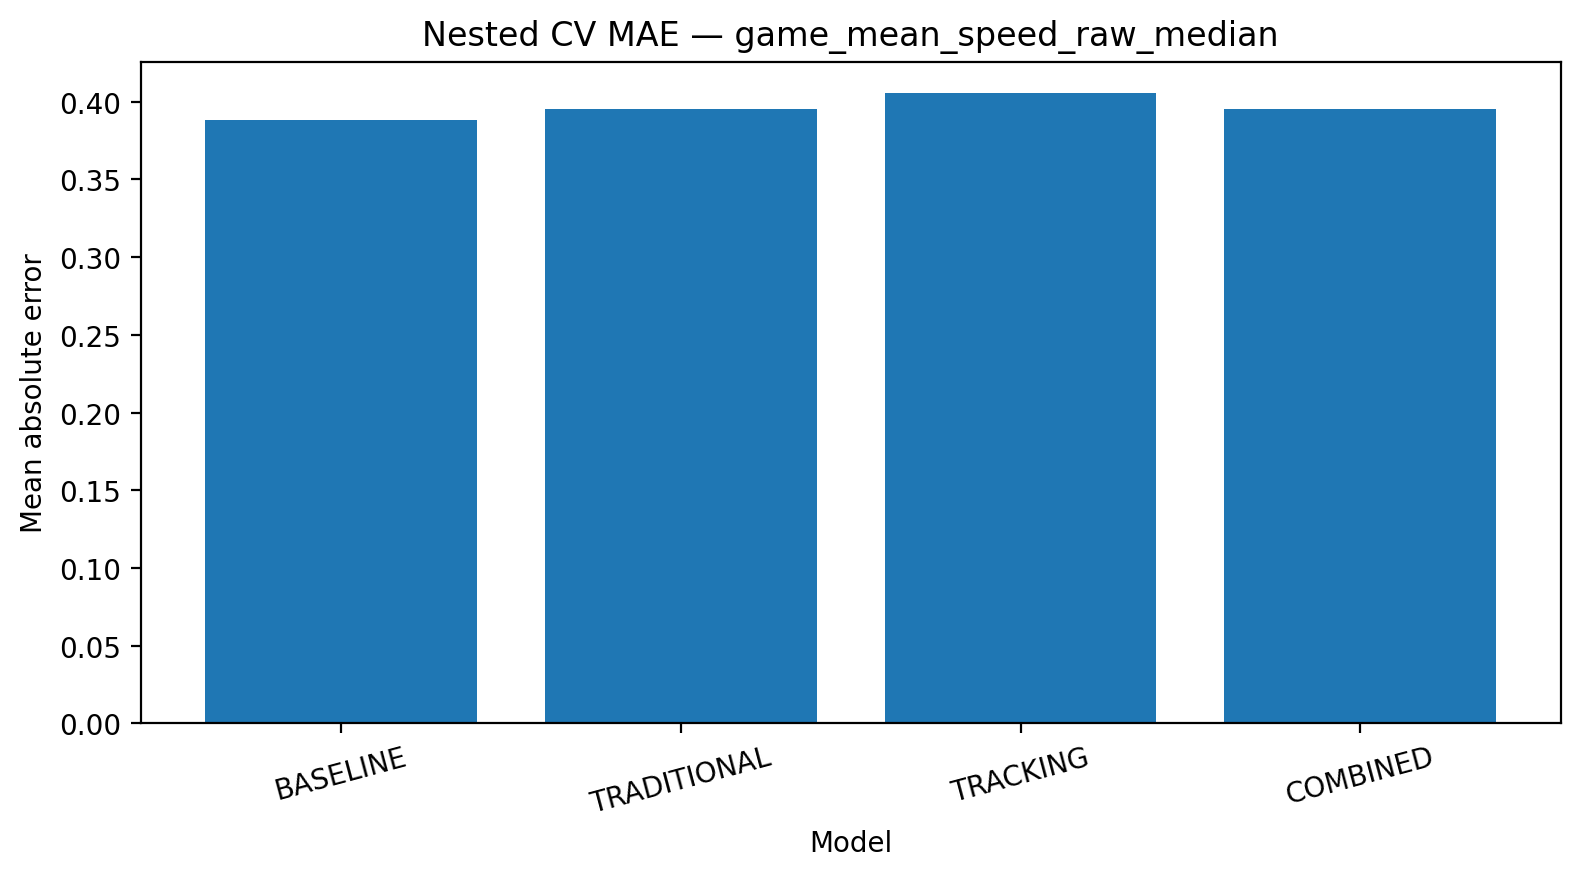 Nested CV MAE — game_mean_speed_raw_median
Mean absolute error
0.40
0.35
0.30
0.25
0.20
0.15
0.10
0.05
0.00
BASELINE
TRADITIONAL
TRACKING
COMBINED
Model